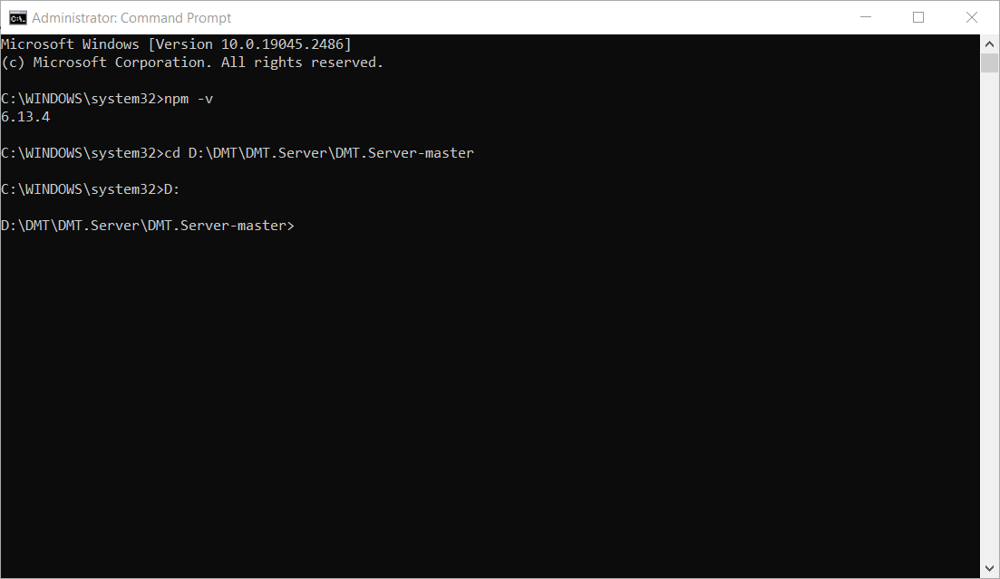 Administrator: Command Prompt
Microsoft Windows [Version 10.0.19045.2486]
(c) Microsoft Corporation. All rights reserved.
C:\WINDOWS\system32>npm -v
6.13.4
C:\WINDOWS\system32>cd D:\DMT\DMT.Server\DMT.Server-master
C:\WINDOWS\system32>D:
D:\DMT\DMT.Server\DMT.Server-master>